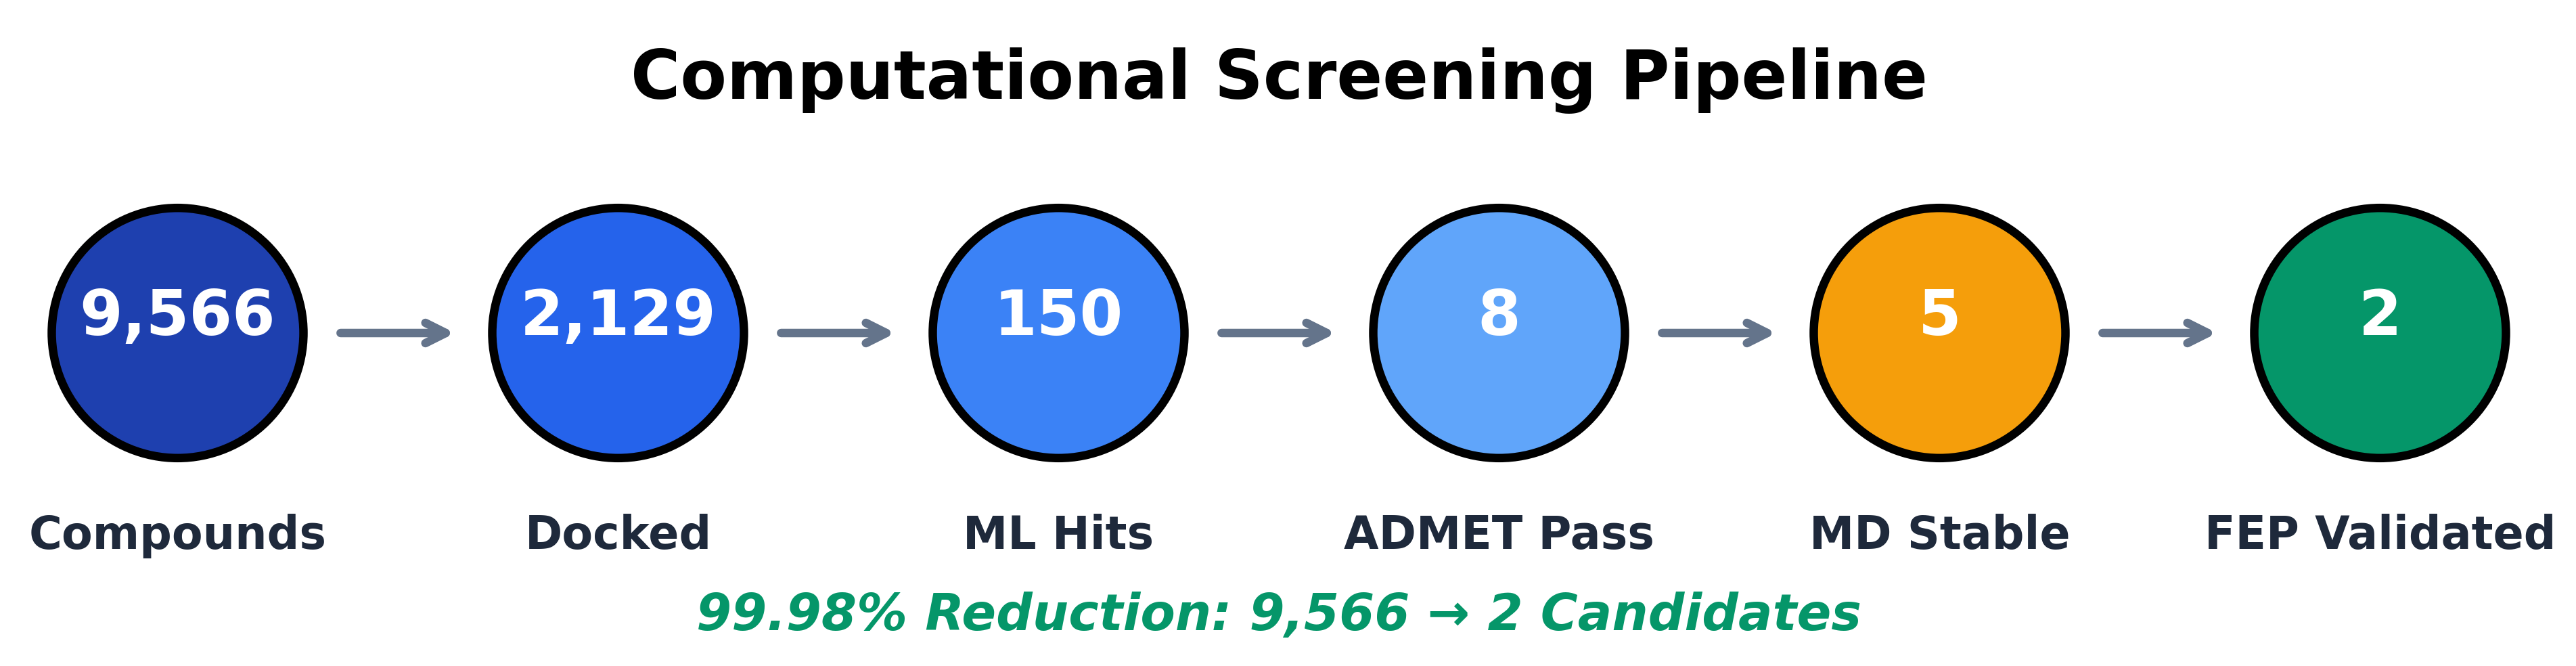 Computational Screening Pipeline
9,566
2,129
150
8
5
2
Compounds
Docked
ML Hits
ADMET Pass
MD Stable
FEP Validated
99.98% Reduction: 9,566 → 2 Candidates